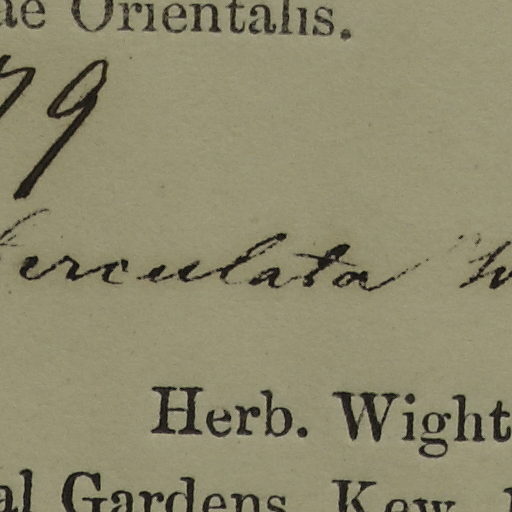 ae Orientalis.
79
erculata W
Herb. Wight
al Gardens, Kew,